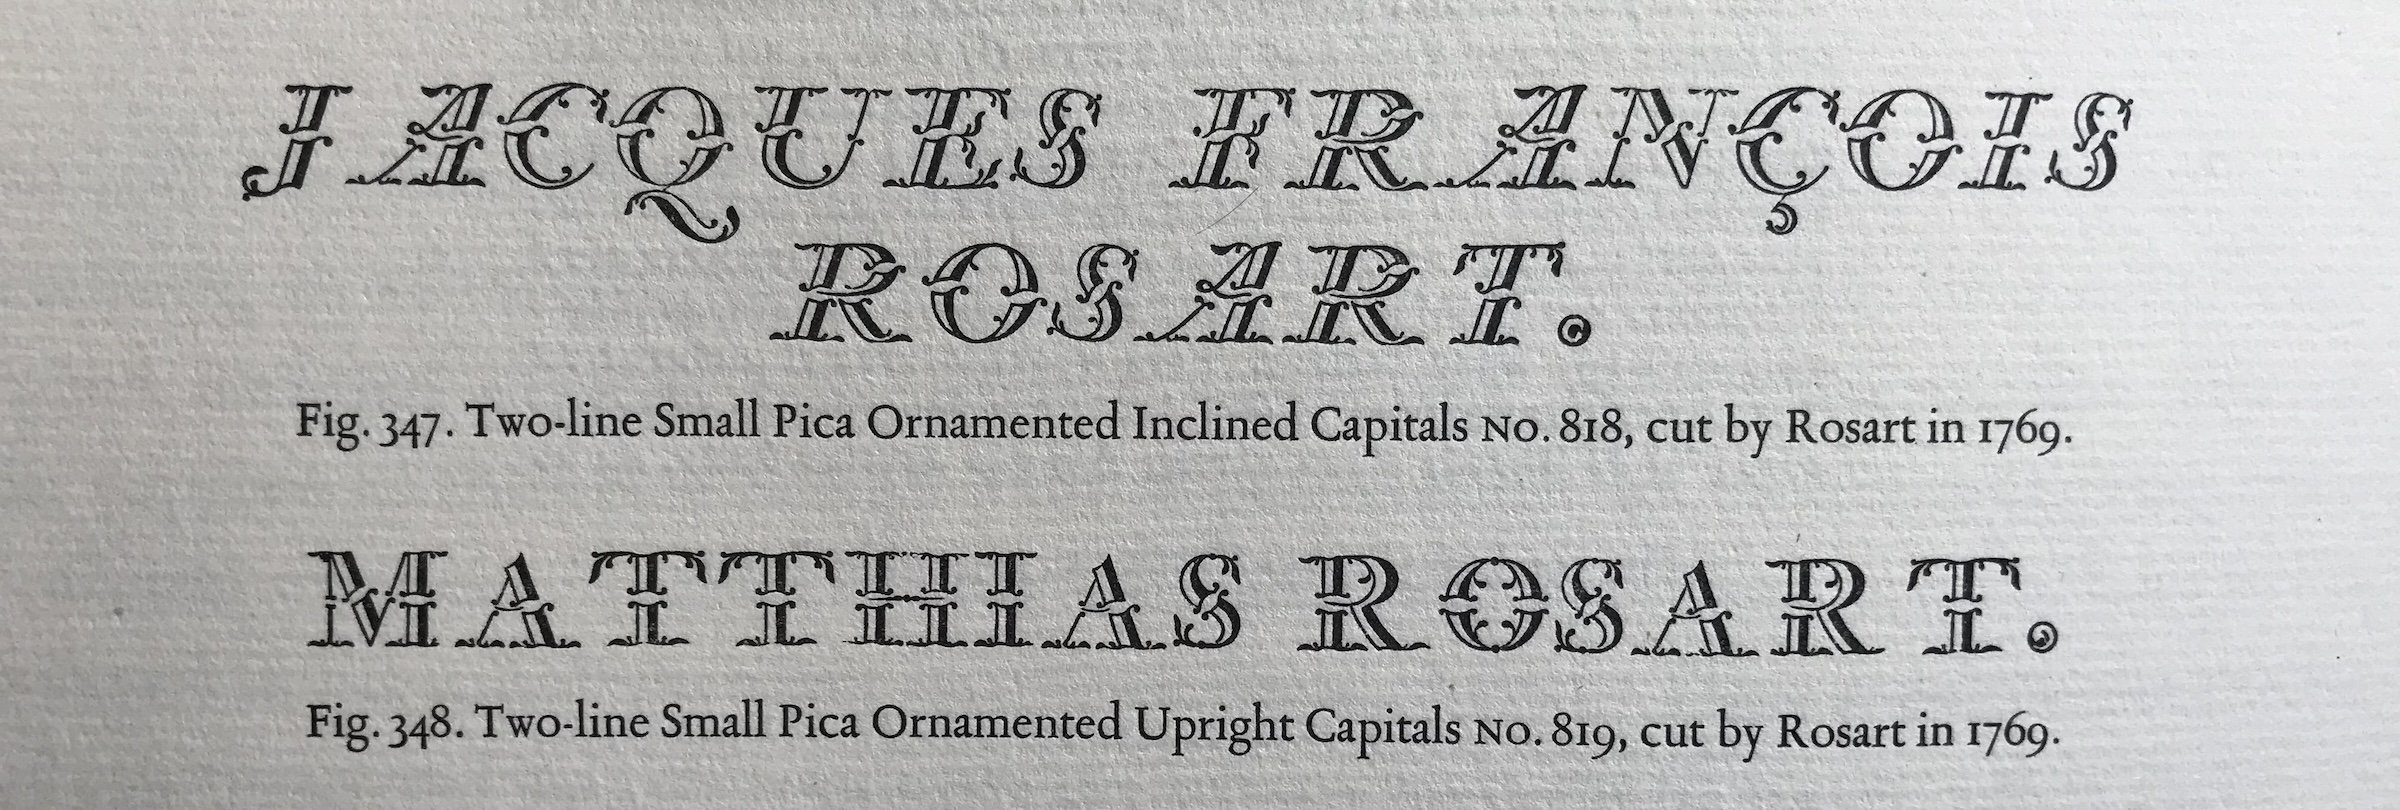 JACQUES FRANÇOIS
ROSART.
Fig. 347. Two-line Small Pica Ornamented Inclined Capitals No. 818, cut by Rosart in 1769.
MATTHIAS ROSART.
Fig. 348. Two-line Small Pica Ornamented Upright Capitals No. 819, cut by Rosart in 1769.